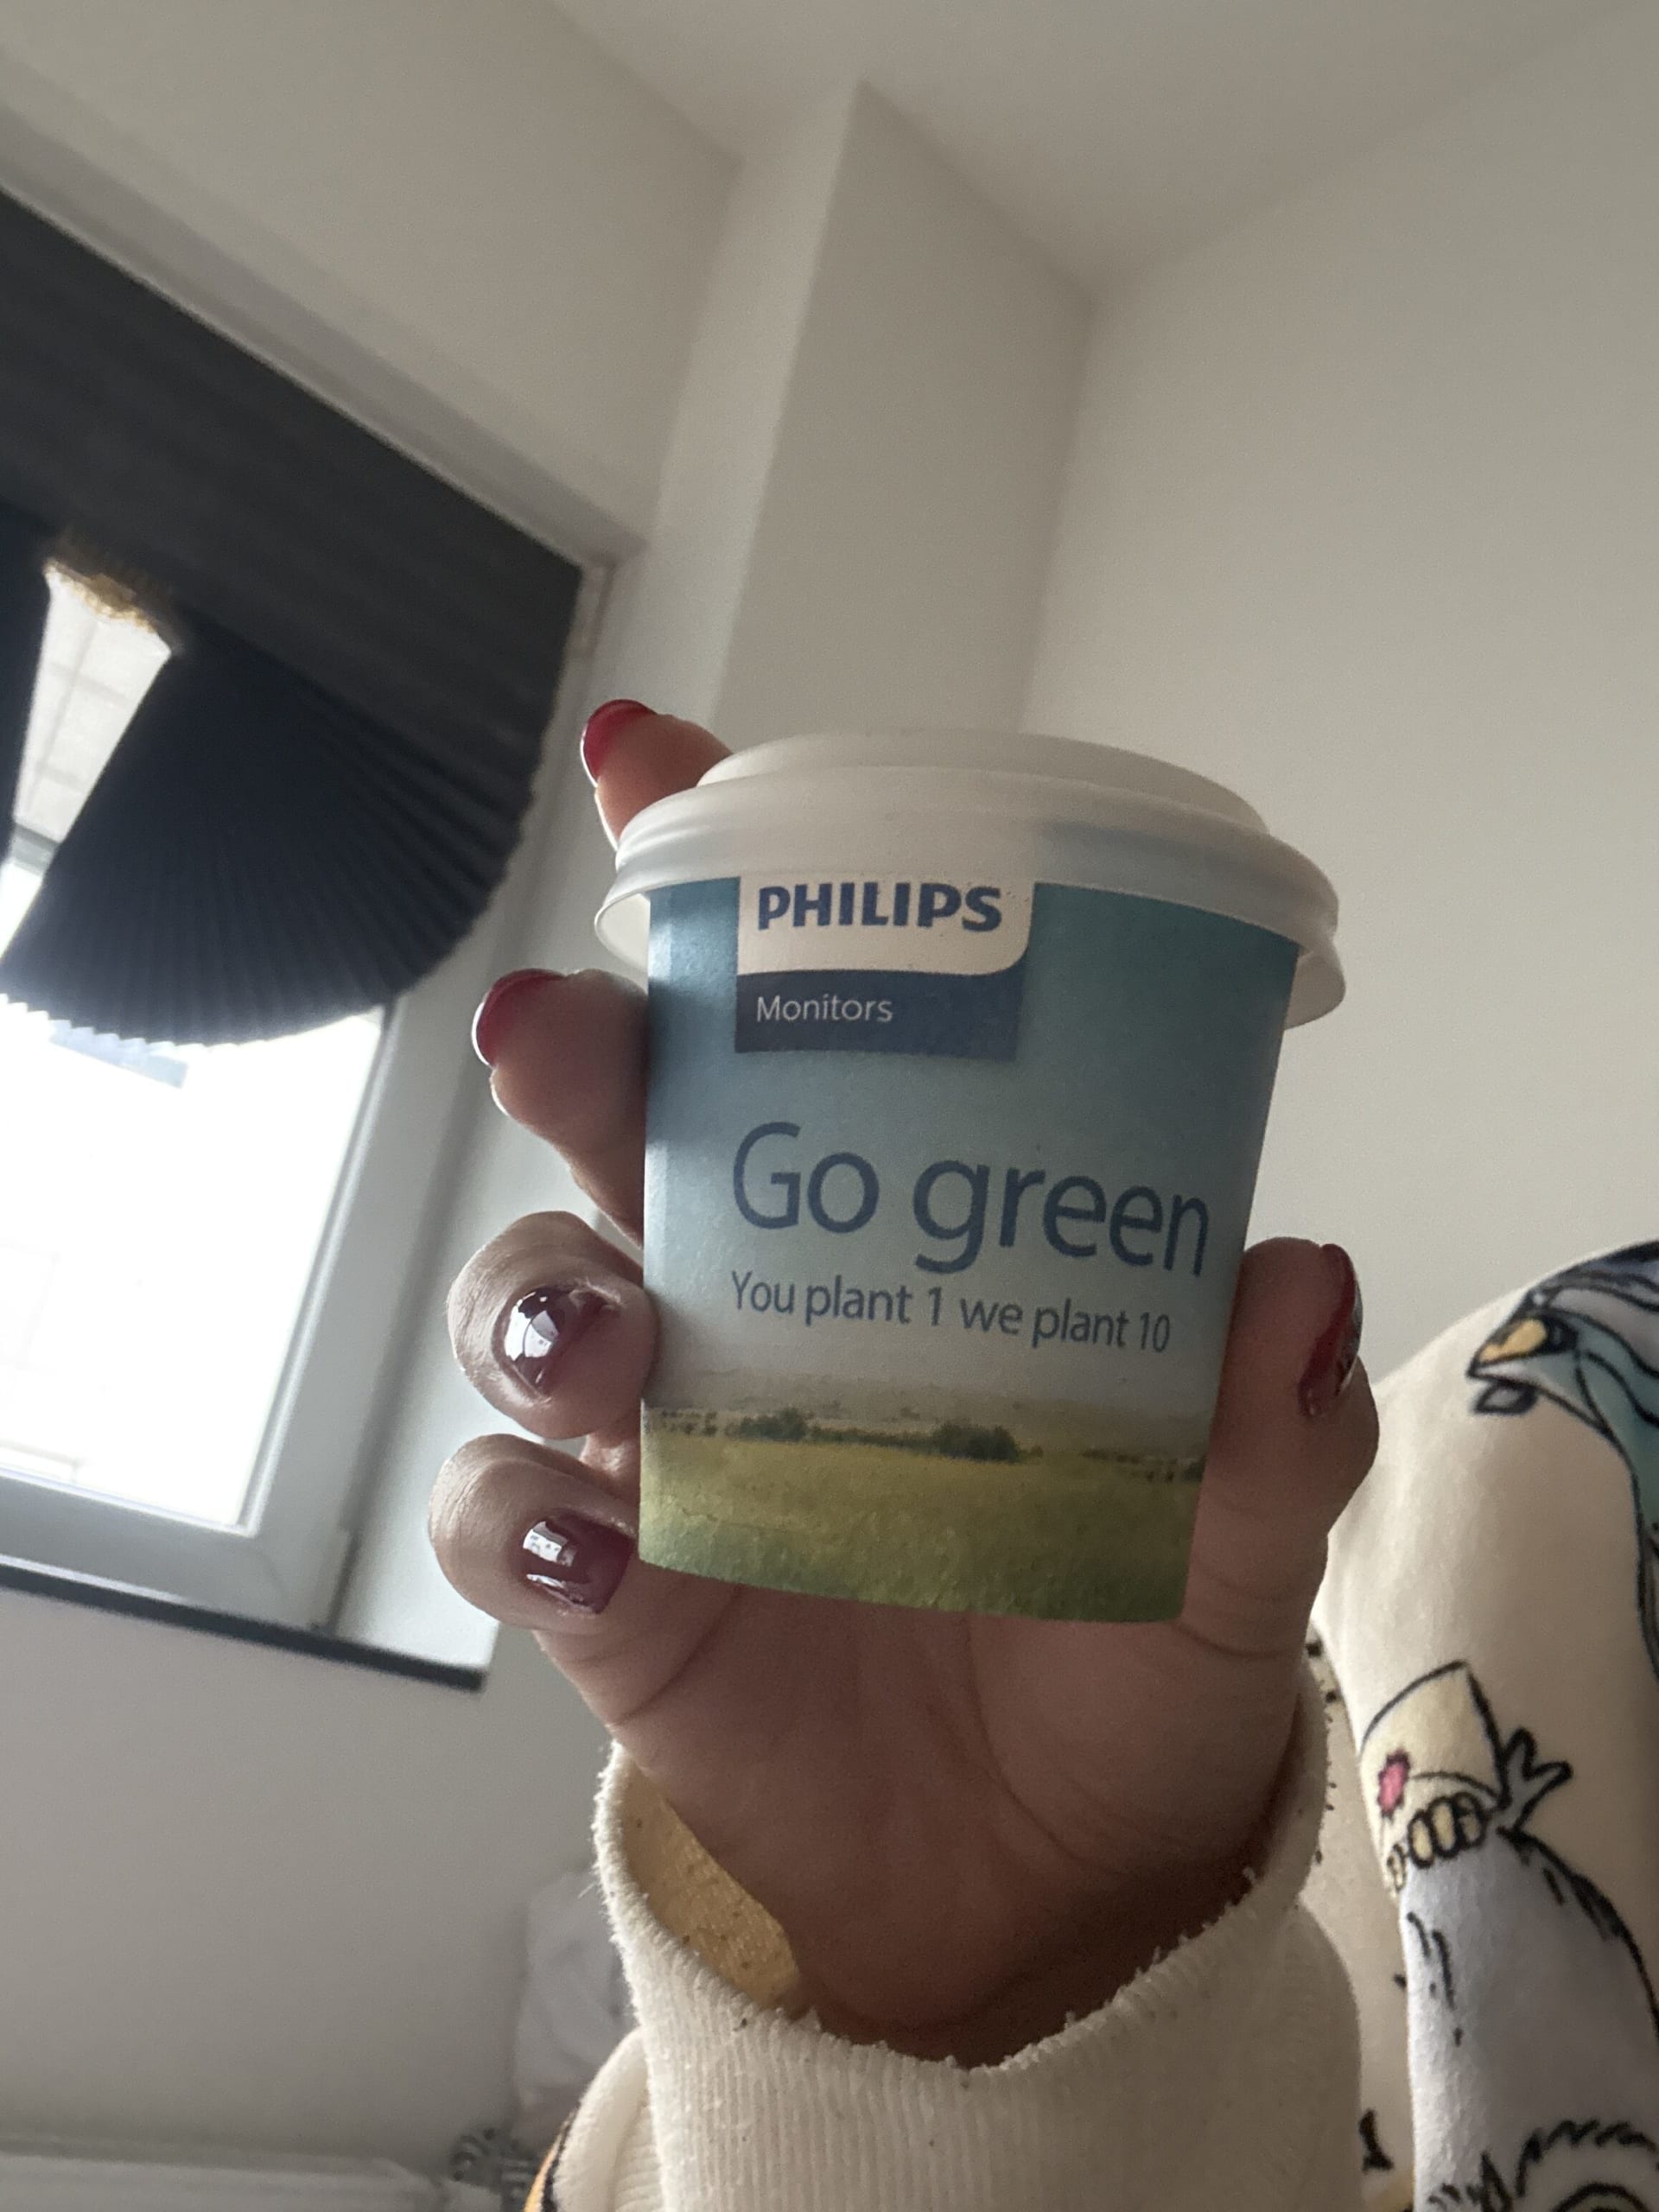 PHILIPS
Monitors
Go green
You plant 1 we plant 10